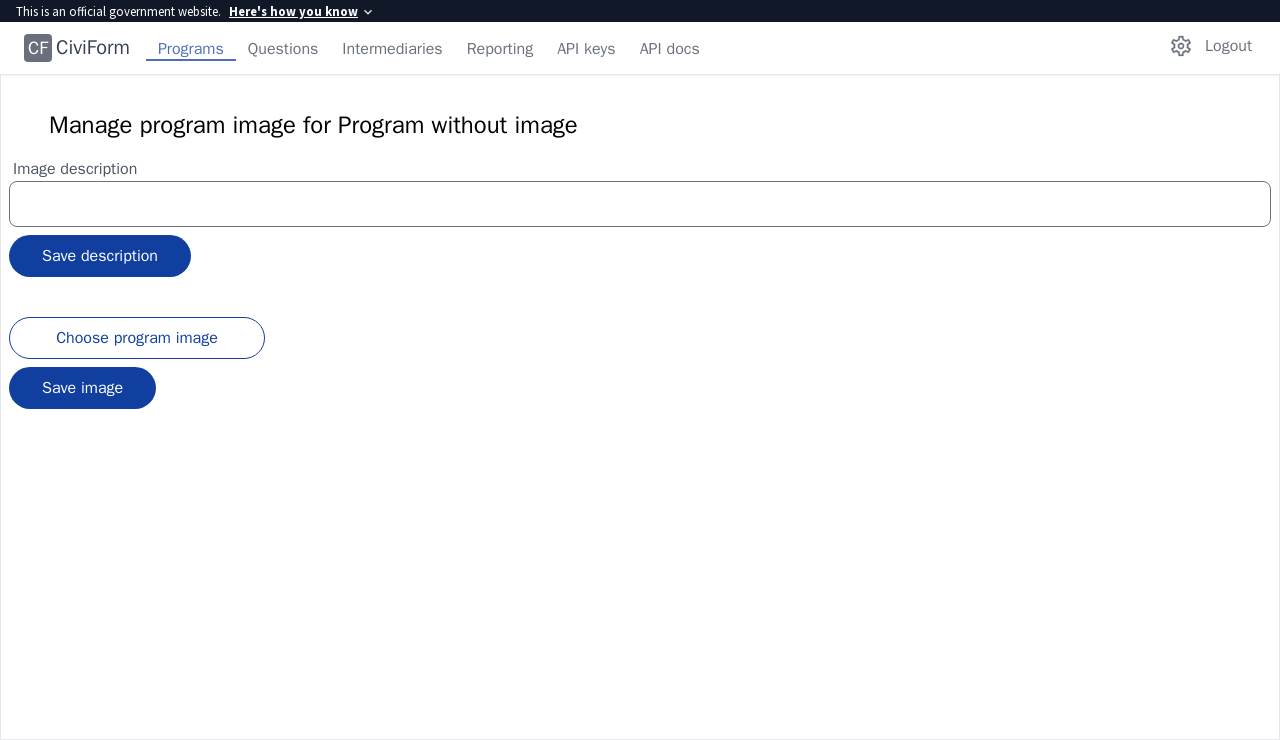 This is an official government website. Here's how you know
CF CiviForm Programs Questions Intermediaries Reporting API keys API docs Logout
Manage program image for Program without image
Image description
Save description
Choose program image
Save image